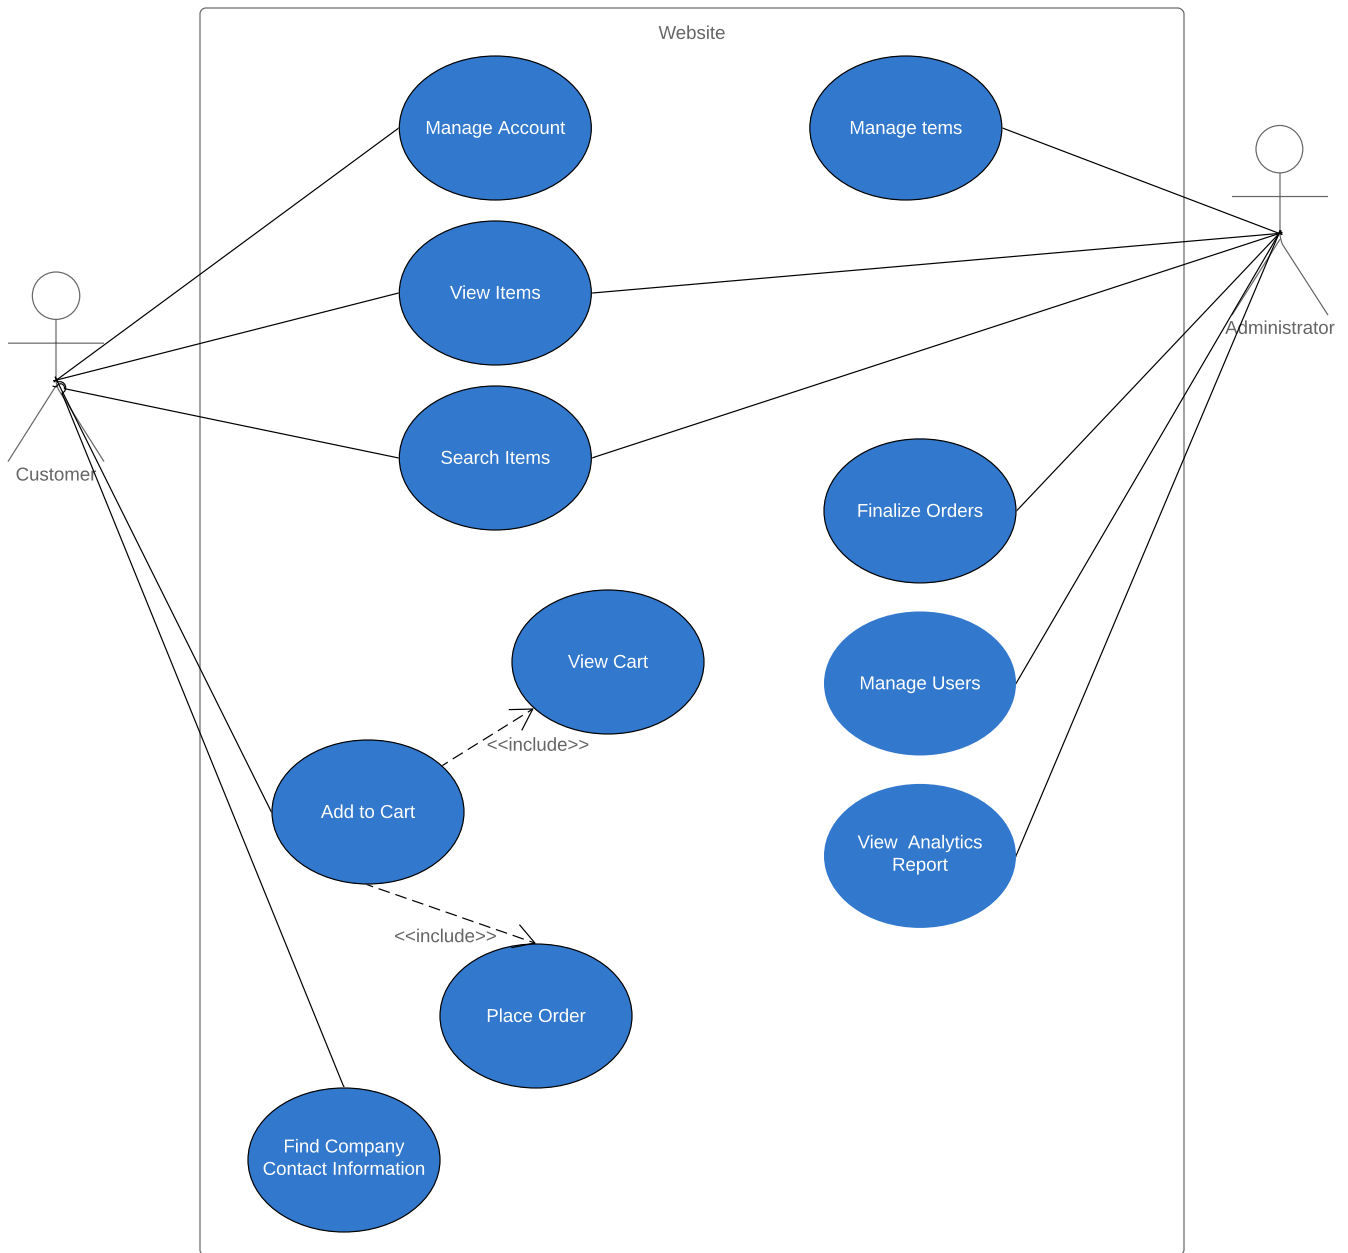 Website
Manage Account
Manage tems
View Items
Administrator
Search Items
Customer
Finalize Orders
View Cart
Manage Users
<<include>>
Add to Cart
View  Analytics
Report
<<include>>
Place Order
Find Company
Contact Information